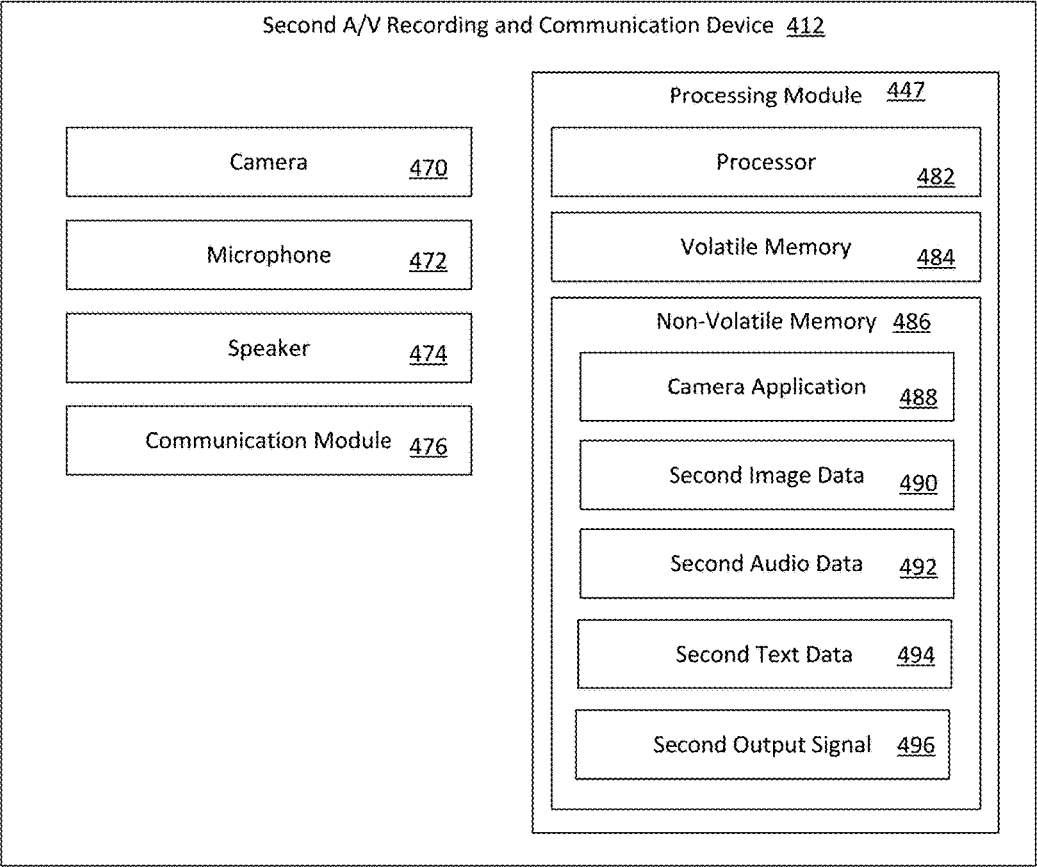 Second A/V Recording and Communication Device 412
Camera 470
Microphone 472
Speaker 474
Communication Module 476
Processing Module 447
Processor 482
Volatile Memory 484
Non-Volatile Memory 486
Camera Application 488
Second Image Data 490
Second Audio Data 492
Second Text Data 494
Second Output Signal 496